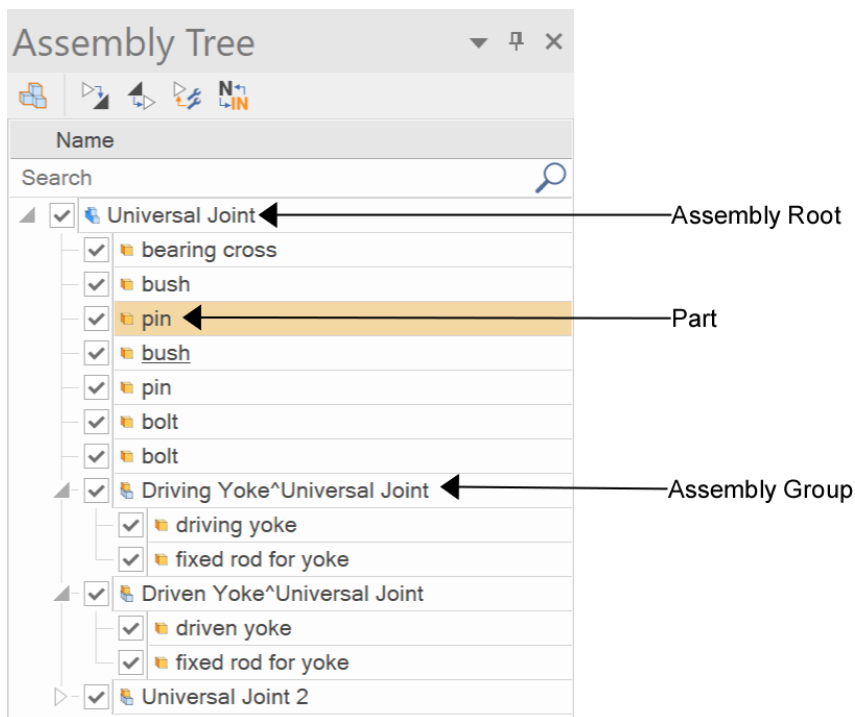 Assembly Tree
N
IN
Name
Search
Universal Joint Assembly Root
bearing cross
bush
pin Part
bush
pin
bolt
bolt
Driving Yoke^Universal Joint Assembly Group
driving yoke
fixed rod for yoke
Driven Yoke^Universal Joint
driven yoke
fixed rod for yoke
Universal Joint 2